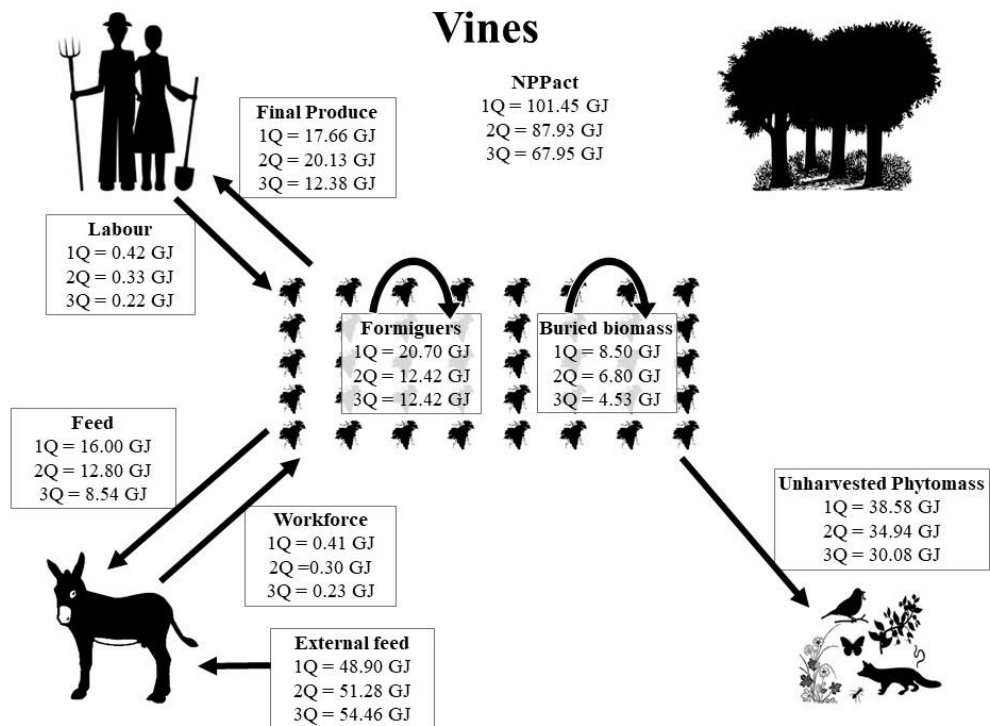 Vines
NPPact
1Q = 101.45 GJ
2Q = 87.93 GJ
3Q = 67.95 GJ
Final Produce
1Q = 17.66 GJ
2Q = 20.13 GJ
3Q = 12.38 GJ
Labour
1Q = 0.42 GJ
2Q = 0.33 GJ
3Q = 0.22 GJ
Formiguers
1Q = 20.70 GJ
2Q = 12.42 GJ
3Q = 12.42 GJ
Buried biomass
1Q = 8.50 GJ
2Q = 6.80 GJ
3Q = 4.53 GJ
Feed
1Q = 16.00 GJ
2Q = 12.80 GJ
3Q = 8.54 GJ
Workforce
1Q = 0.41 GJ
2Q =0.30 GJ
3Q = 0.23 GJ
Unharvested Phytomass
1Q = 38.58 GJ
2Q = 34.94 GJ
3Q = 30.08 GJ
External feed
1Q = 48.90 GJ
2Q = 51.28 GJ
3Q = 54.46 GJ